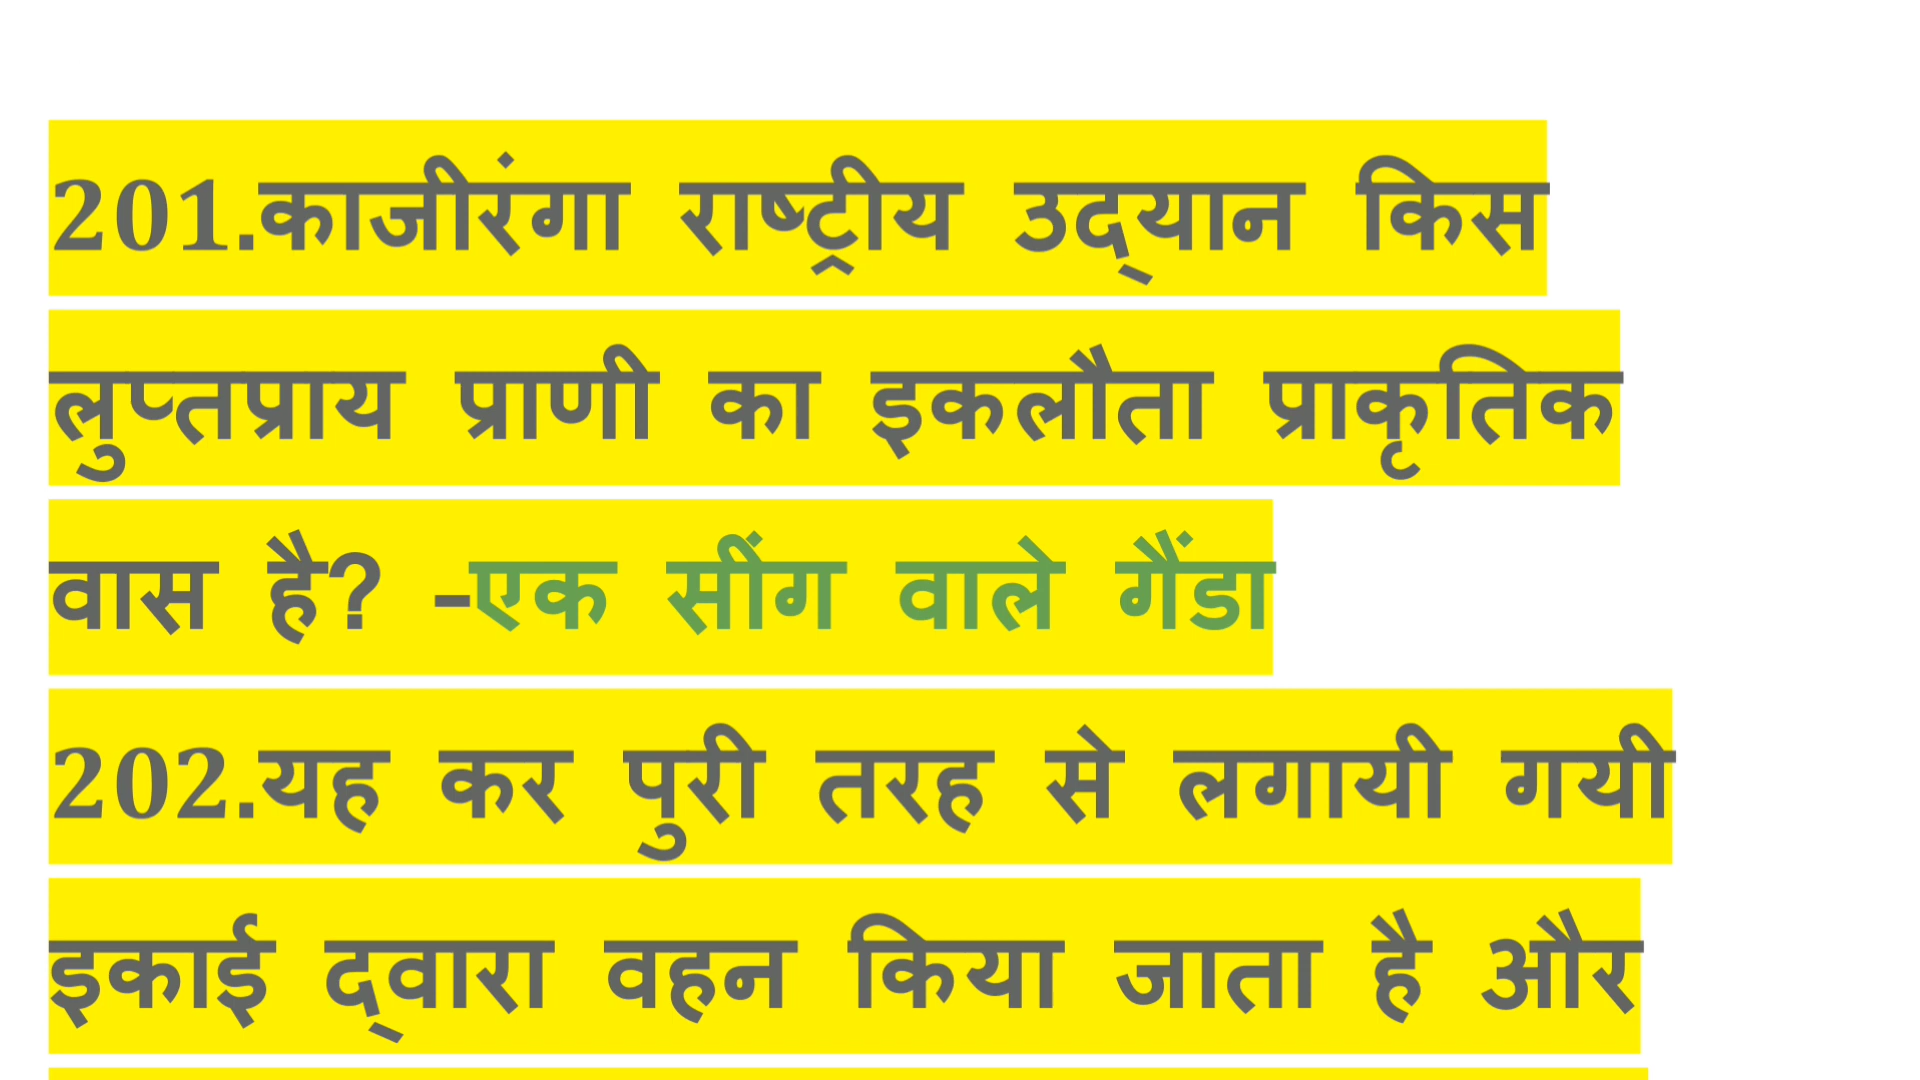 201.काजीरंगा राष्ट्रीय उद्यान किस
लुप्तप्राय प्राणी का इकलौता प्राकृतिक
वास है? –एक सींग वाले गैंडा
202.यह कर पुरी तरह से लगायी गयी
इकाई द्वारा वहन किया जाता है और